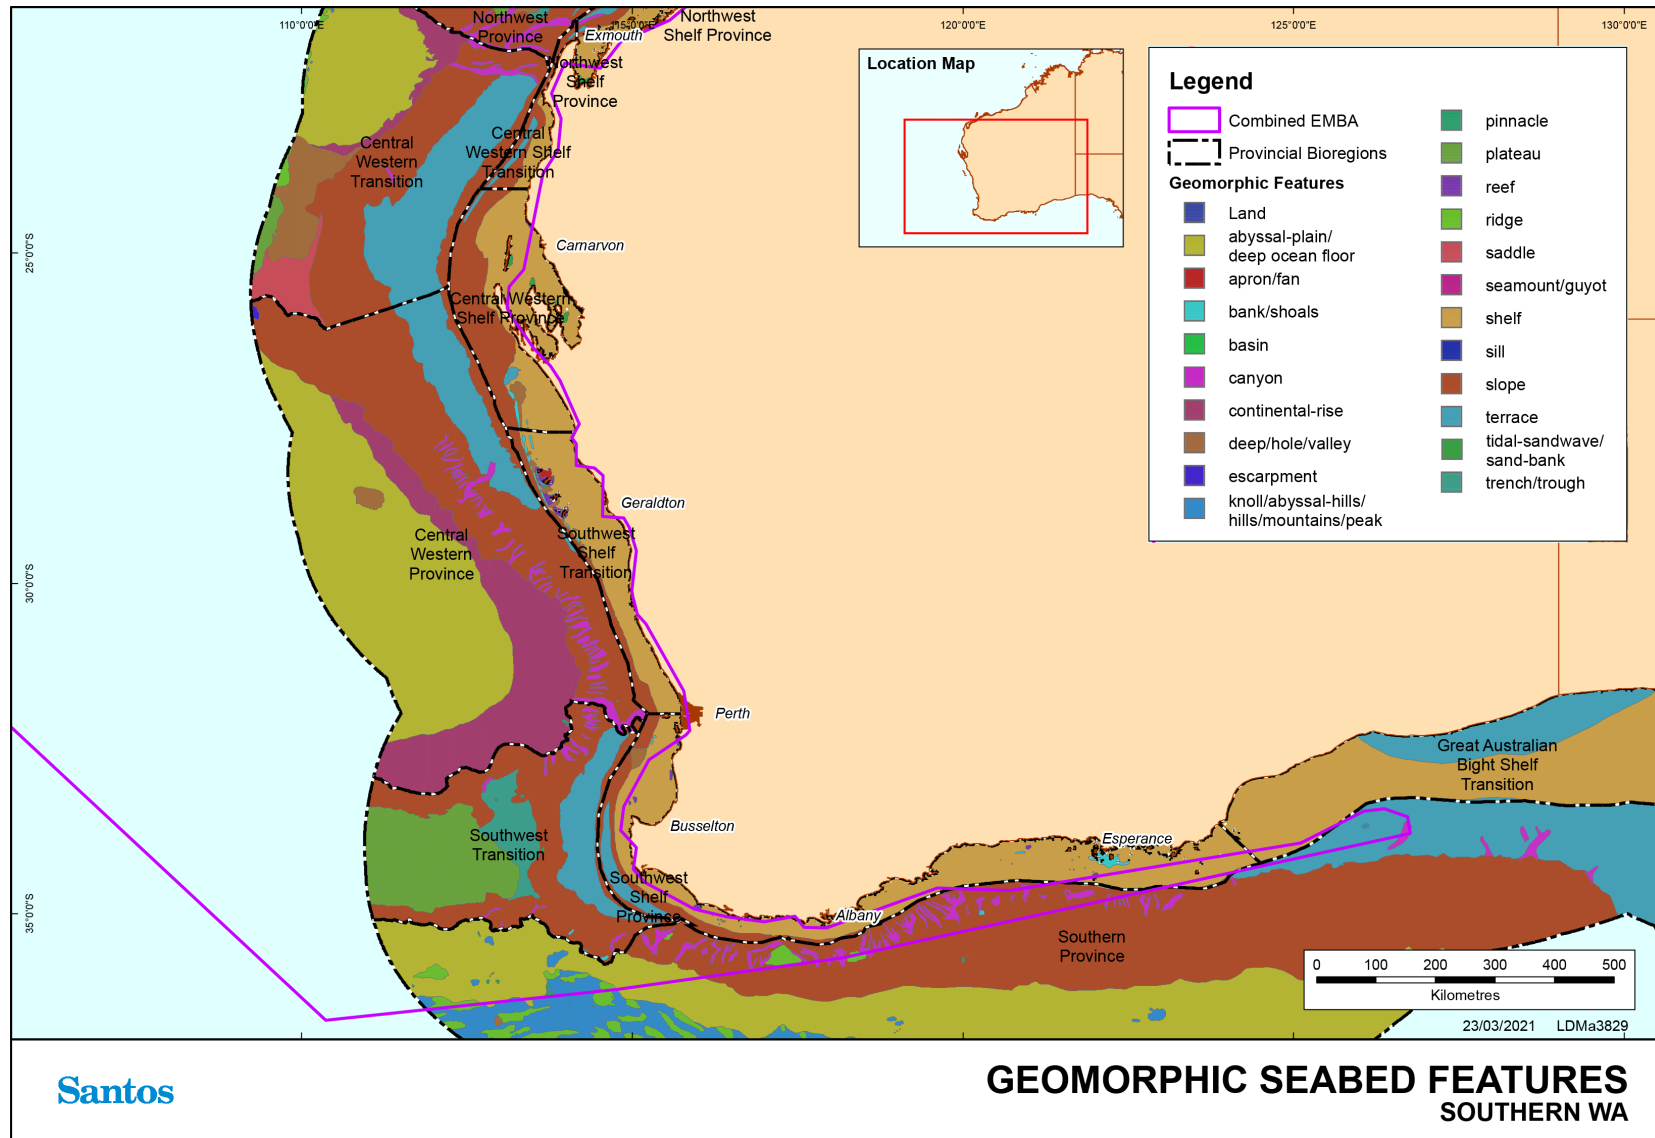 110°0'0"E
115°0'0"E
120°0'0"E
125°0'0"E
130°0'0"E
25°0'0"S
30°0'0"S
35°0'0"S
Northwest
Province
Northwest
Shelf Province
Exmouth
Northwest
Shelf
Province
Central
Western
Transition
Central
Western Shelf
Transition
Carnarvon
Central Western
Shelf Province
Geraldton
Central
Western
Province
Southwest
Shelf
Transition
Perth
Busselton
Southwest
Transition
Southwest
Shelf
Province
Albany
Esperance
Southern
Province
Great Australian
Bight Shelf
Transition
Location Map
Legend
Combined EMBA
Provincial Bioregions
Geomorphic Features
Land
abyssal-plain/
deep ocean floor
apron/fan
bank/shoals
basin
canyon
continental-rise
deep/hole/valley
escarpment
knoll/abyssal-hills/
hills/mountains/peak
pinnacle
plateau
reef
ridge
saddle
seamount/guyot
shelf
sill
slope
terrace
tidal-sandwave/
sand-bank
trench/trough
0 100 200 300 400 500
Kilometres
23/03/2021 LDMa3829
Santos
GEOMORPHIC SEABED FEATURES
SOUTHERN WA